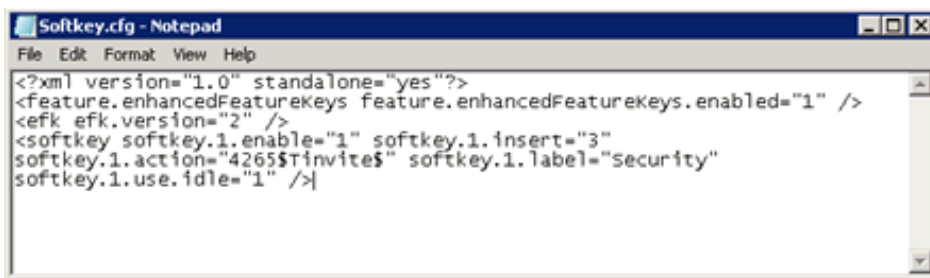 Softkey.cfg - Notepad
File Edit Format View Help
<?xml version="1.0" standalone="yes"?>
<feature.enhancedFeatureKeys feature.enhancedFeatureKeys.enabled="1" />
<efk efk.version="2" />
<softkey softkey.1.enable="1" softkey.1.insert="3"
softkey.1.action="4265$Tinvite$" softkey.1.label="Security"
softkey.1.use.idle="1" />